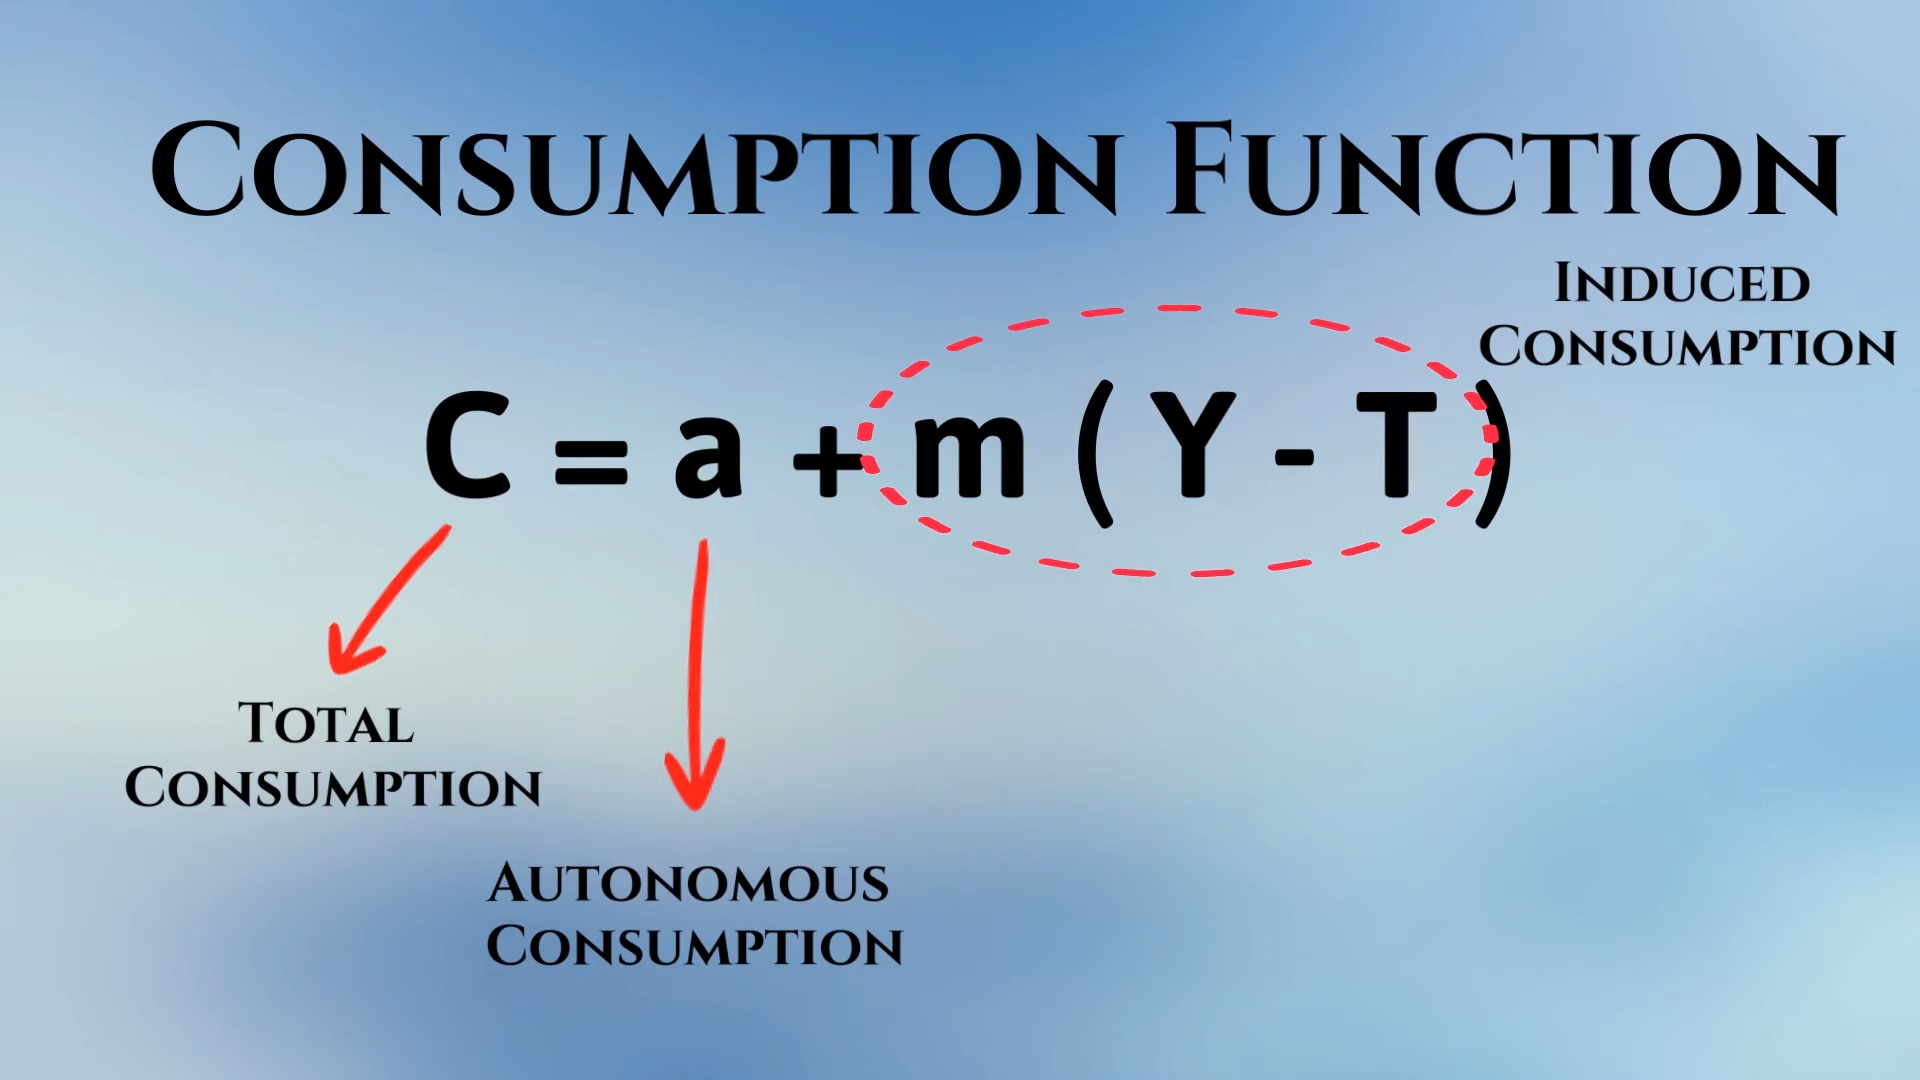 Consumption Function
Induced
Consumption
C = a + m ( Y - T )
Total
Consumption
Autonomous
Consumption